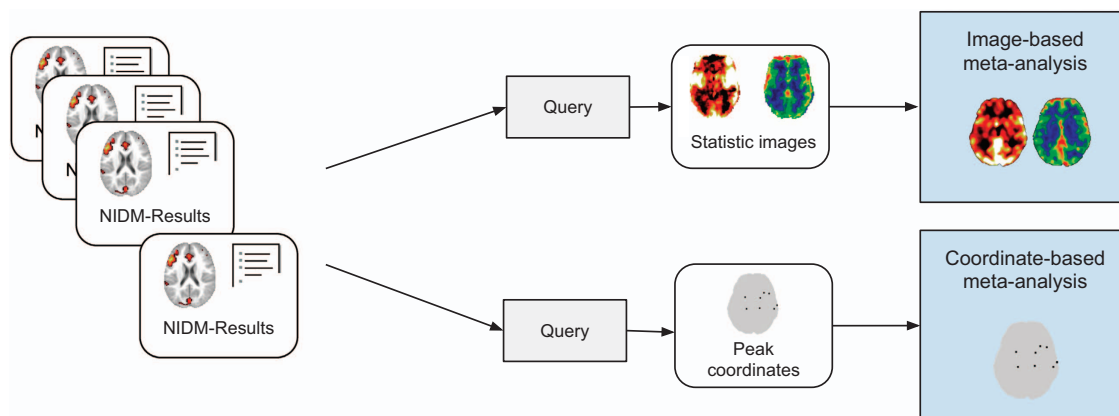 N
N
NIDM-Results
NIDM-Results
Query
Statistic images
Image-based
meta-analysis
Query
Peak
coordinates
Coordinate-based
meta-analysis